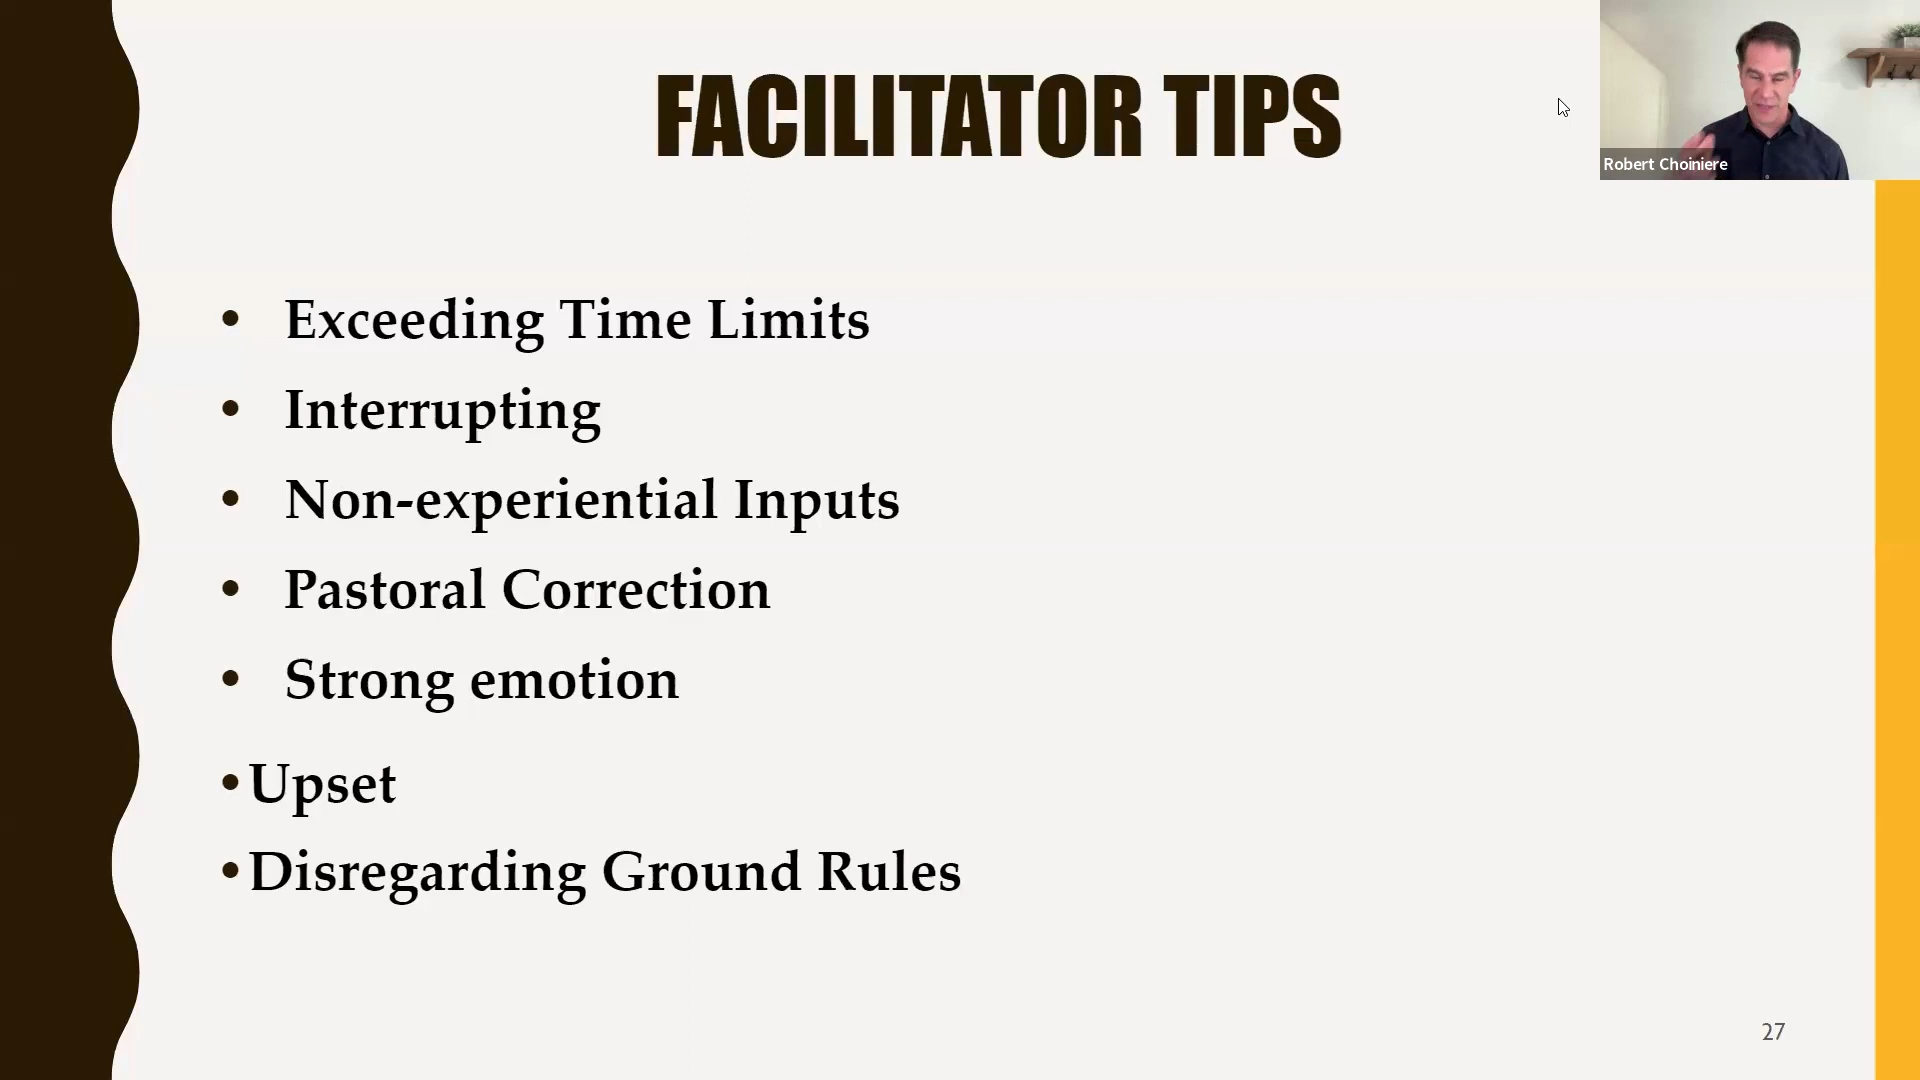 FACILITATOR TIPS
Robert Choiniere
• Exceeding Time Limits
• Interrupting
• Non-experiential Inputs
• Pastoral Correction
• Strong emotion
• Upset
• Disregarding Ground Rules
27